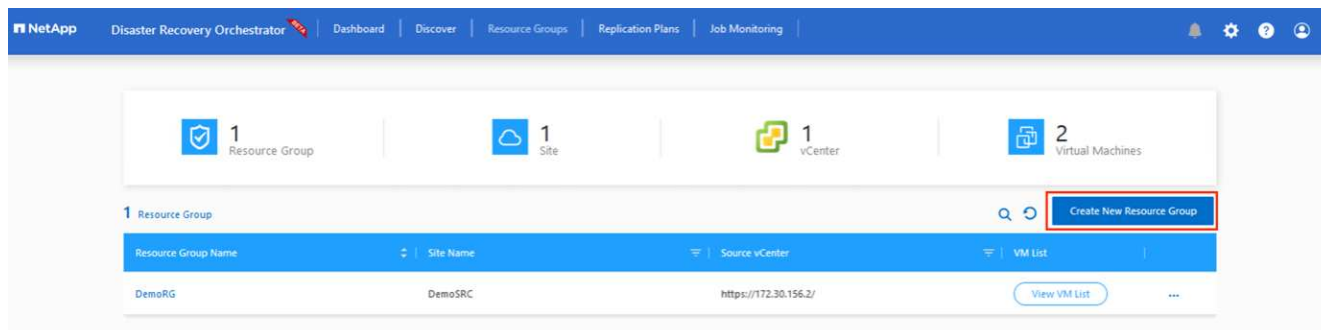 NetApp Disaster Recovery Orchestrator Dashboard Discover Resource Groups Replication Plans Job Monitoring
1
Resource Group
1
Site
1
vCenter
2
Virtual Machines
1 Resource Group
Create New Resource Group
Resource Group Name Site Name Source vCenter VM List
DemoRG DemoSRC https://172.30.156.2/ View VM List ...